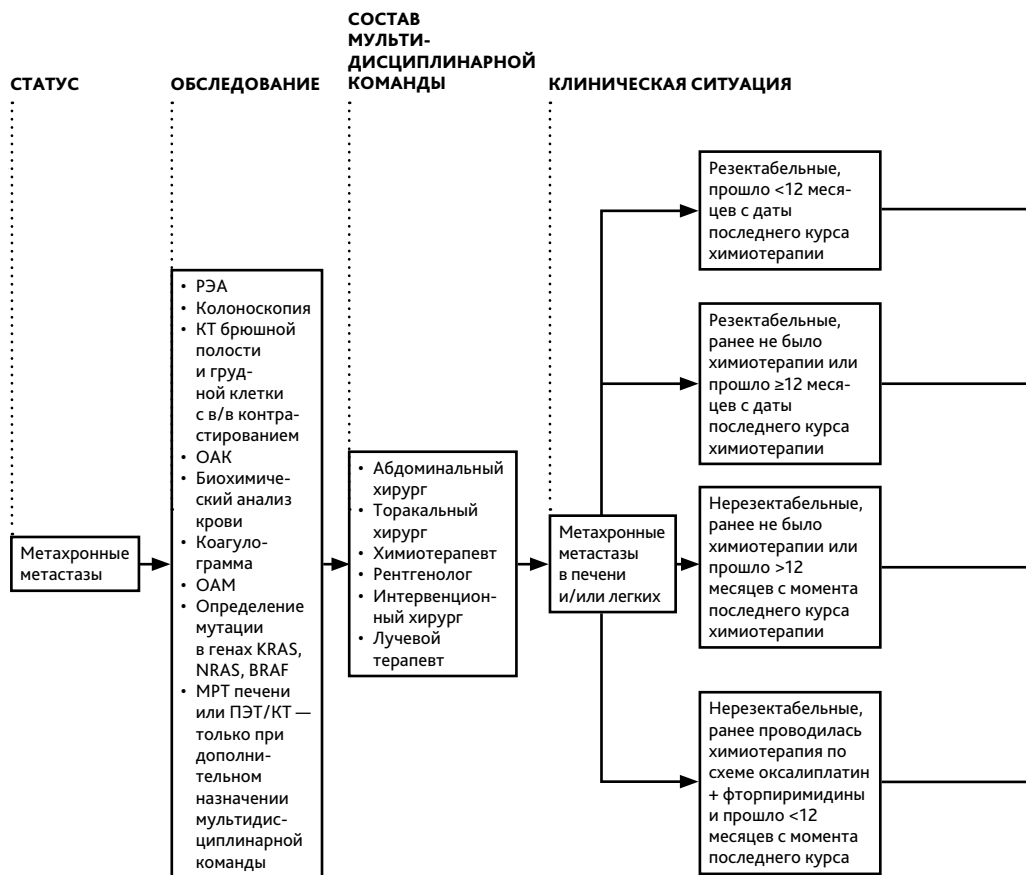 СТАТУС
ОБСЛЕДОВАНИЕ
СОСТАВ
МУЛЬТИ-
ДИСЦИПЛИНАРНОЙ
КОМАНДЫ
КЛИНИЧЕСКАЯ СИТУАЦИЯ
Метахронные
метастазы
• РЭА
• Колоноскопия
• КТ брюшной
полости
и груд-
ной клетки
с в/в контра-
стированием
• ОАК
• Биохимиче-
ский анализ
крови
• Коагуло-
грамма
• ОАМ
• Определение
мутации
в генах KRAS,
NRAS, BRAF
• МРТ печени
или ПЭТ/КТ —
только при
дополни-
тельном
назначении
мультидис-
циплинарной
команды
• Абдоминальный
хирург
• Торакальный
хирург
• Химиотерапевт
• Рентгенолог
• Интервенцион-
ный хирург
• Лучевой
терапевт
Метахронные
метастазы
в печени
и/или легких
Резектабельные,
прошло <12 меся-
цев с даты
последнего курса
химиотерапии
Резектабельные,
ранее не было
химиотерапии или
прошло ≥12 меся-
цев с даты
последнего курса
химиотерапии
Нерезектабельные,
ранее не было
химиотерапии или
прошло >12
месяцев с момента
последнего курса
химиотерапии
Нерезектабельные,
ранее проводилась
химиотерапия по
схеме оксалиплатин
+ фторпиримидины
и прошло <12
месяцев с момента
последнего курса